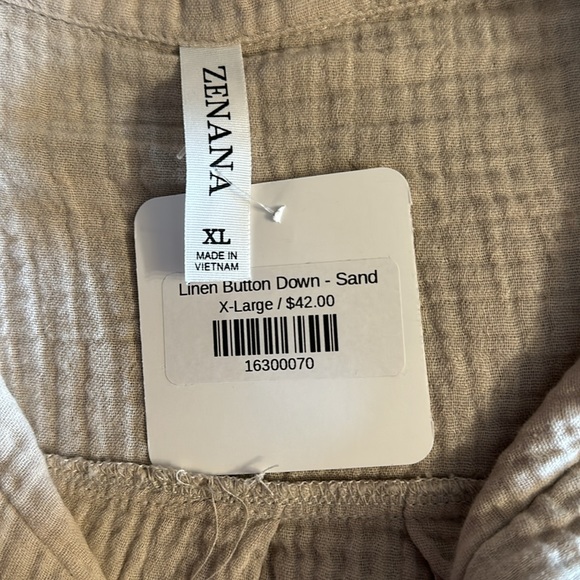 ZENANA
XL
MADE IN
VIETNAM
Linen Button Down - Sand
X-Large / $42.00
16300070